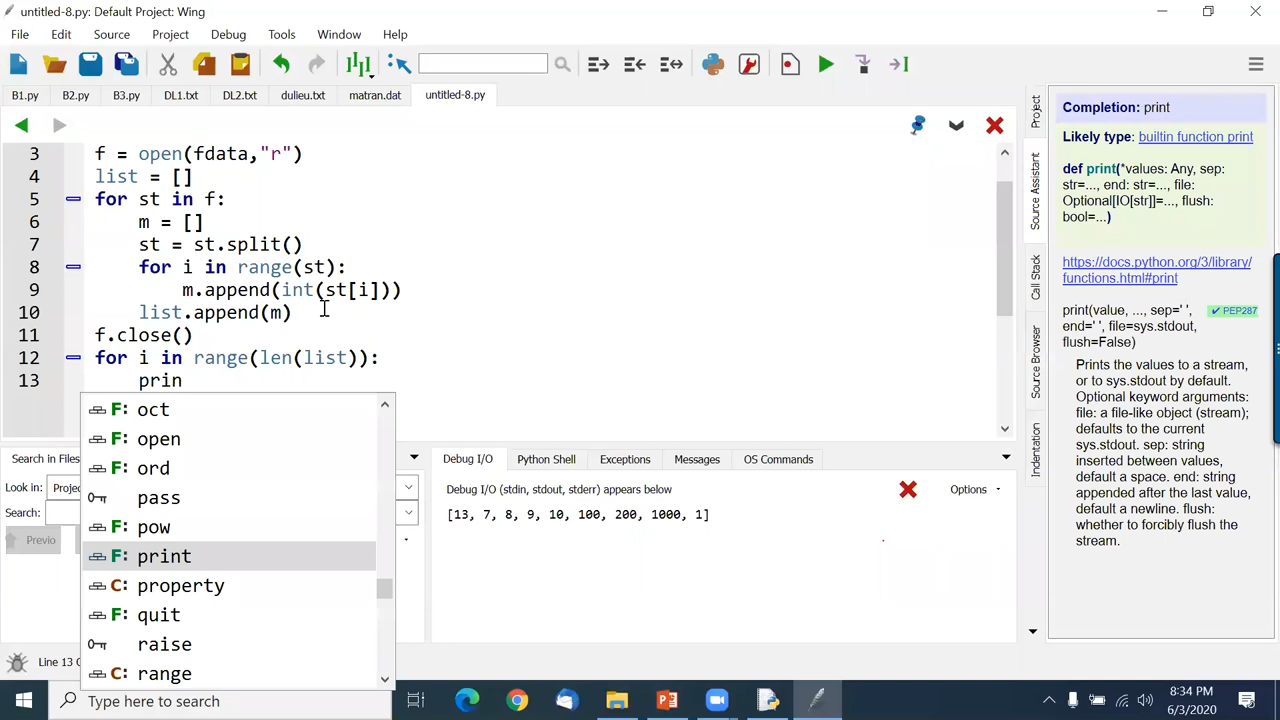 untitled-8.py: Default Project: Wing
File Edit Source Project Debug Tools Window Help
B1.py B2.py B3.py DL1.txt DL2.txt dulieu.txt matran.dat untitled-8.py
3 f = open(fdata,"r")
4 list = []
5 for st in f:
6 m = []
7 st = st.split()
8 for i in range(st):
9 m.append(int(st[i]))
10 list.append(m)
11 f.close()
12 for i in range(len(list)):
13 prin
F: oct
F: open
F: ord
pass
F: pow
F: print
C: property
F: quit
raise
C: range
Search in Files
Look in: Proje
Search:
Previo
Line 13
Debug I/O Python Shell Exceptions Messages OS Commands
Debug I/O (stdin, stdout, stderr) appears below
Options
[13, 7, 8, 9, 10, 100, 200, 1000, 1]
Project
Source Assistant
Call Stack
Source Browser
Indentation
Completion: print
Likely type: builtin function print
def print(*values: Any, sep:
str=..., end: str=..., file:
Optional[IO[str]]=..., flush:
bool=...)
https://docs.python.org/3/library/
functions.html#print
print(value, ..., sep=' ',
end=' ', file=sys.stdout,
flush=False)
✓ PEP287
Prints the values to a stream,
or to sys.stdout by default.
Optional keyword arguments:
file: a file-like object (stream);
defaults to the current
sys.stdout. sep: string
inserted between values,
default a space. end: string
appended after the last value,
default a newline. flush:
whether to forcibly flush the
stream.
Type here to search
8:34 PM
6/3/2020